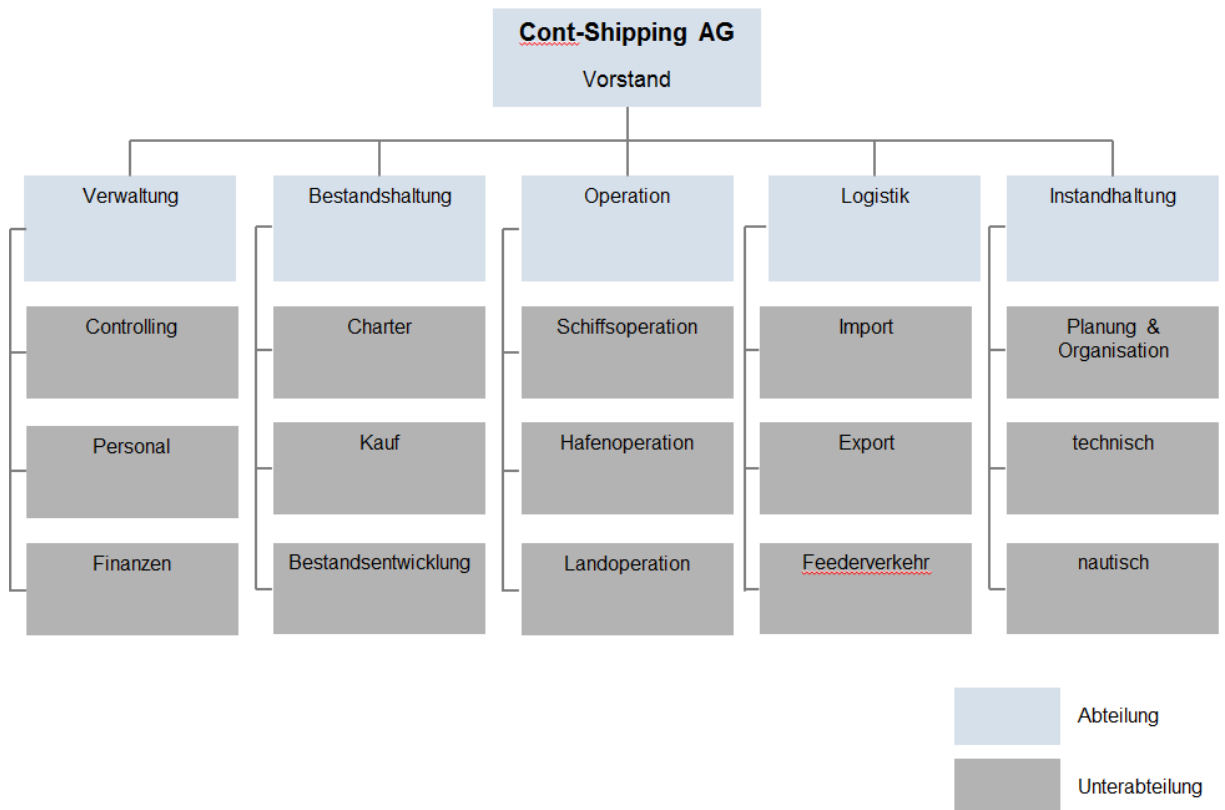 Cont-Shipping AG
Vorstand
Verwaltung
Bestandshaltung
Operation
Logistik
Instandhaltung
Controlling
Charter
Schiffsoperation
Import
Planung &
Organisation
Personal
Kauf
Hafenoperation
Export
technisch
Finanzen
Bestandsentwicklung
Landoperation
Feederverkehr
nautisch
Abteilung
Unterabteilung